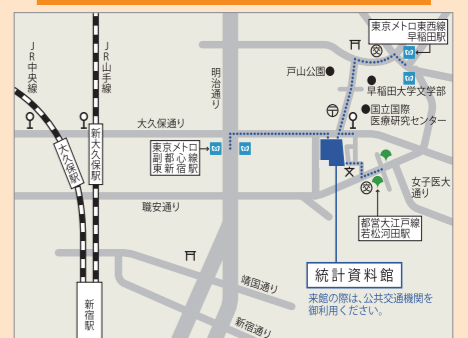 東京メトロ東西線
早稲田駅
JR中央線
JR山手線
明治通り
戸山公園
早稲田大学文学部
国立国際
医療研究センター
大久保通り
大久保駅
新大久保駅
東京メトロ
副都心線
東新宿駅
文
女子医大
通り
職安通り
都営大江戸線
若松河田駅
統計資料館
来館の際は、公共交通機関を
御利用ください。
靖国通り
新宿通り
新宿駅